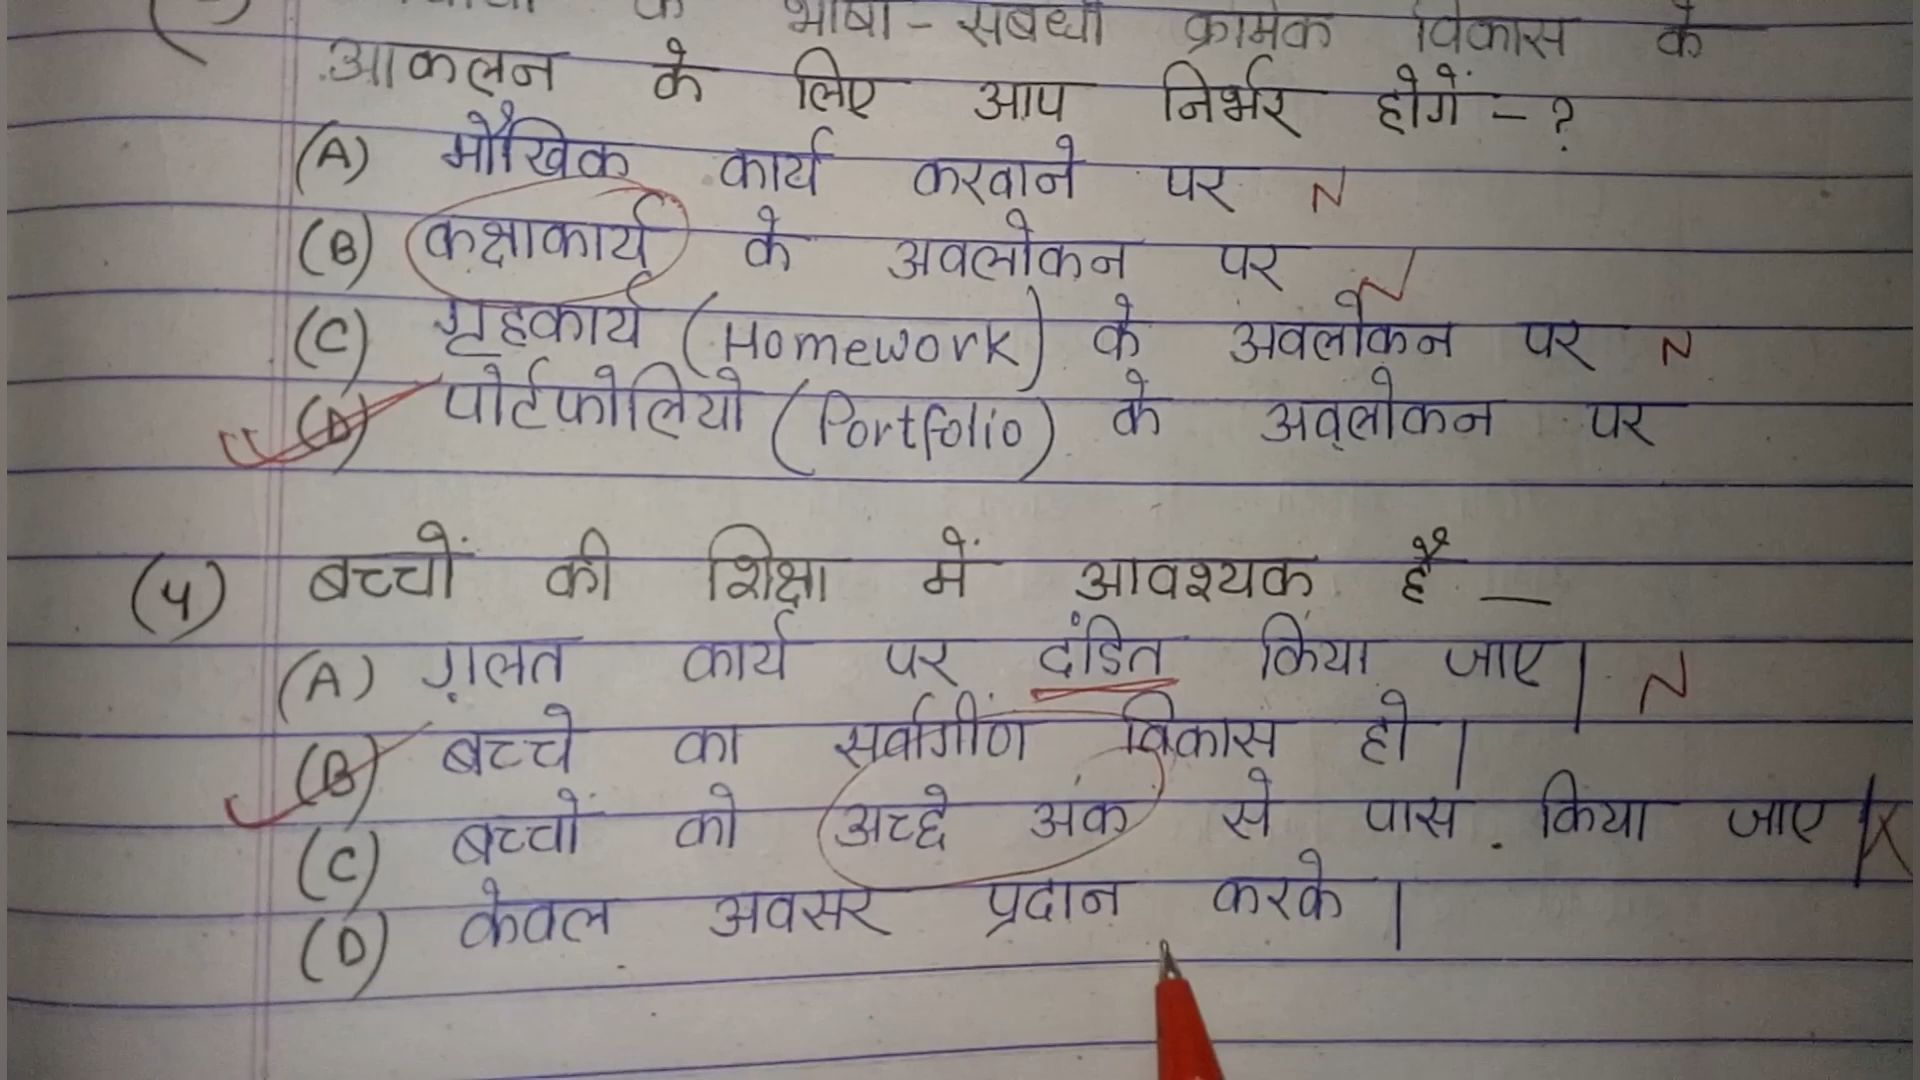 के भाषा - संबंधी क्रमिक विकास के
आकलन के लिए आप निर्भर होगें - ?
(A) मौखिक कार्य करवाने पर N
(B) कक्षाकार्य के अवलोकन पर N
(C) गृहकार्य (Homework) के अवलोकन पर N
(D) पोर्टफोलियो (Portfolio) के अवलोकन पर
(4) बच्चों की शिक्षा में आवश्यक है —
(A) ग़लत कार्य पर दंडित किया जाए। N
(B) बच्चे का सर्वागीण विकास हो।
(C) बच्चों को अच्छे अंक से पास किया जाए।
(D) केवल अवसर प्रदान करके।